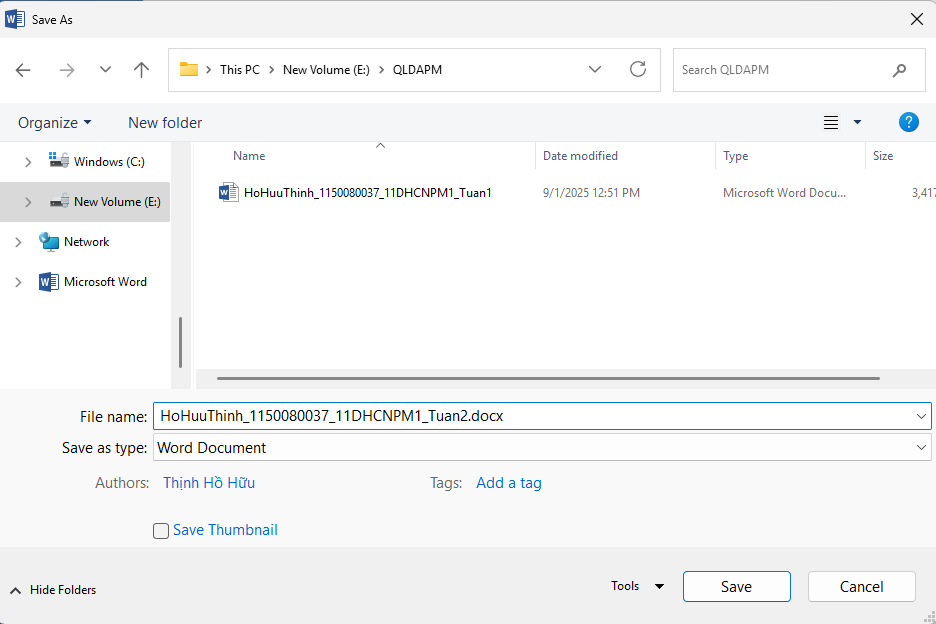 Save As
This PC > New Volume (E:) > QLDAPM
Search QLDAPM
Organize New folder
?
Name Date modified Type Size
Windows (C:)
HoHuuThinh_1150080037_11DHCNPM1_Tuan1 9/1/2025 12:51 PM Microsoft Word Docu... 3,417
New Volume (E:)
Network
Microsoft Word
File name: HoHuuThinh_1150080037_11DHCNPM1_Tuan2.docx
Save as type: Word Document
Authors: Thịnh Hồ Hữu Tags: Add a tag
Save Thumbnail
Hide Folders Tools Save Cancel